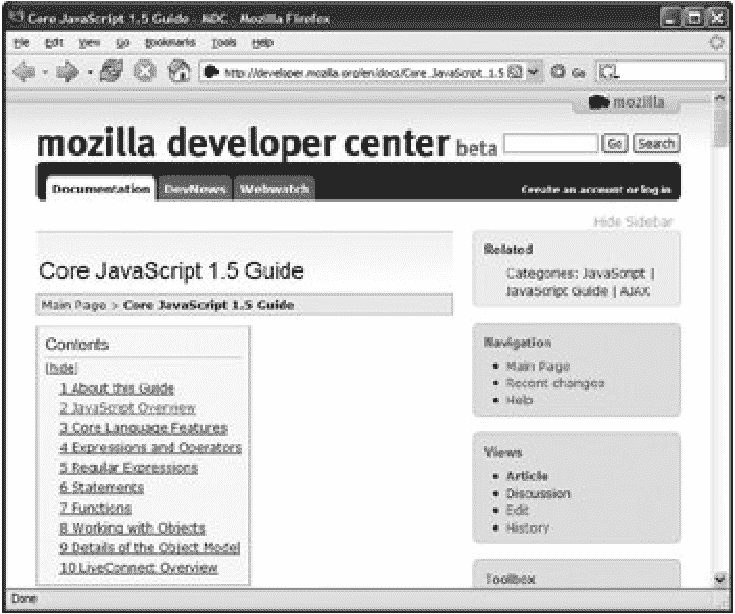 Core JavaScript 1.5 Guide - MDC - Mozilla Firefox
File Edit View Go Bookmarks Tools Help
http://developer.mozilla.org/en/docs/Core_JavaScript_1.5 Go
mozilla
mozilla developer center beta Go Search
Documentation DevNews Webwatch Create an account or log in
Hide Sidebar
Core JavaScript 1.5 Guide
Main Page > Core JavaScript 1.5 Guide
Contents
[hide]
1 About this Guide
2 JavaScript Overview
3 Core Language Features
4 Expressions and Operators
5 Regular Expressions
6 Statements
7 Functions
8 Working with Objects
9 Details of the Object Model
10 LiveConnect Overview
Related
Categories: JavaScript |
JavaScript Guide | AJAX
Navigation
Main Page
Recent changes
Help
Views
Article
Discussion
Edit
History
Toolbox
Done